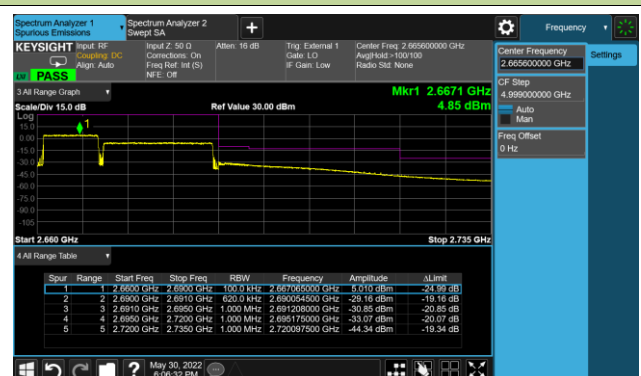 Spectrum Analyzer 1
Spurious Emissions
Spectrum Analyzer 2
Swept SA
Frequency
KEYSIGHT
Input: RF
Coupling: DC
Align: Auto
Input Z: 50 Ω
Corrections: On
Freq Ref: Int (S)
NFE: Off
Atten: 16 dB
Trig: External 1
Gate: LO
IF Gain: Low
Center Freq: 2.665600000 GHz
Avg|Hold:>100/100
Radio Std: None
PASS
Center Frequency
2.665600000 GHz
Settings
CF Step
4.999000000 GHz
Auto
Man
Freq Offset
0 Hz
3 All Range Graph
Mkr1 2.6671 GHz
Scale/Div 15.0 dB
Ref Value 30.00 dBm
4.85 dBm
Log
15.0
0.00
-15.0
-30.0
-45.0
-60.0
-75.0
-90.0
-105
1
Start 2.660 GHz
Stop 2.735 GHz
4 All Range Table
Spur Range Start Freq Stop Freq RBW Frequency Amplitude ΔLimit
1 1 2.6600 GHz 2.6900 GHz 100.0 kHz 2.667065000 GHz 5.010 dBm -24.99 dB
2 2 2.6900 GHz 2.6910 GHz 620.0 kHz 2.690054500 GHz -29.16 dBm -19.16 dB
3 3 2.6910 GHz 2.6950 GHz 1.000 MHz 2.691208000 GHz -30.85 dBm -20.85 dB
4 4 2.6950 GHz 2.7200 GHz 1.000 MHz 2.695175000 GHz -33.07 dBm -20.07 dB
5 5 2.7200 GHz 2.7350 GHz 1.000 MHz 2.720097500 GHz -44.34 dBm -19.34 dB
May 30, 2022
6:06:32 PM